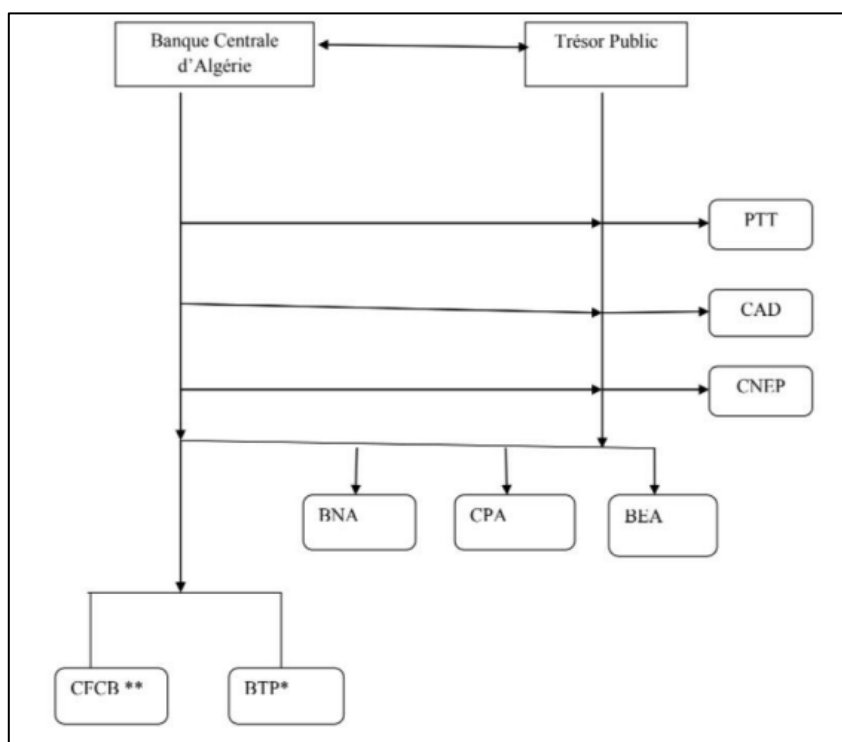 Banque Centrale
d'Algérie
Trésor Public
PTT
CAD
CNEP
BNA
CPA
BEA
CFCB **
BTP*